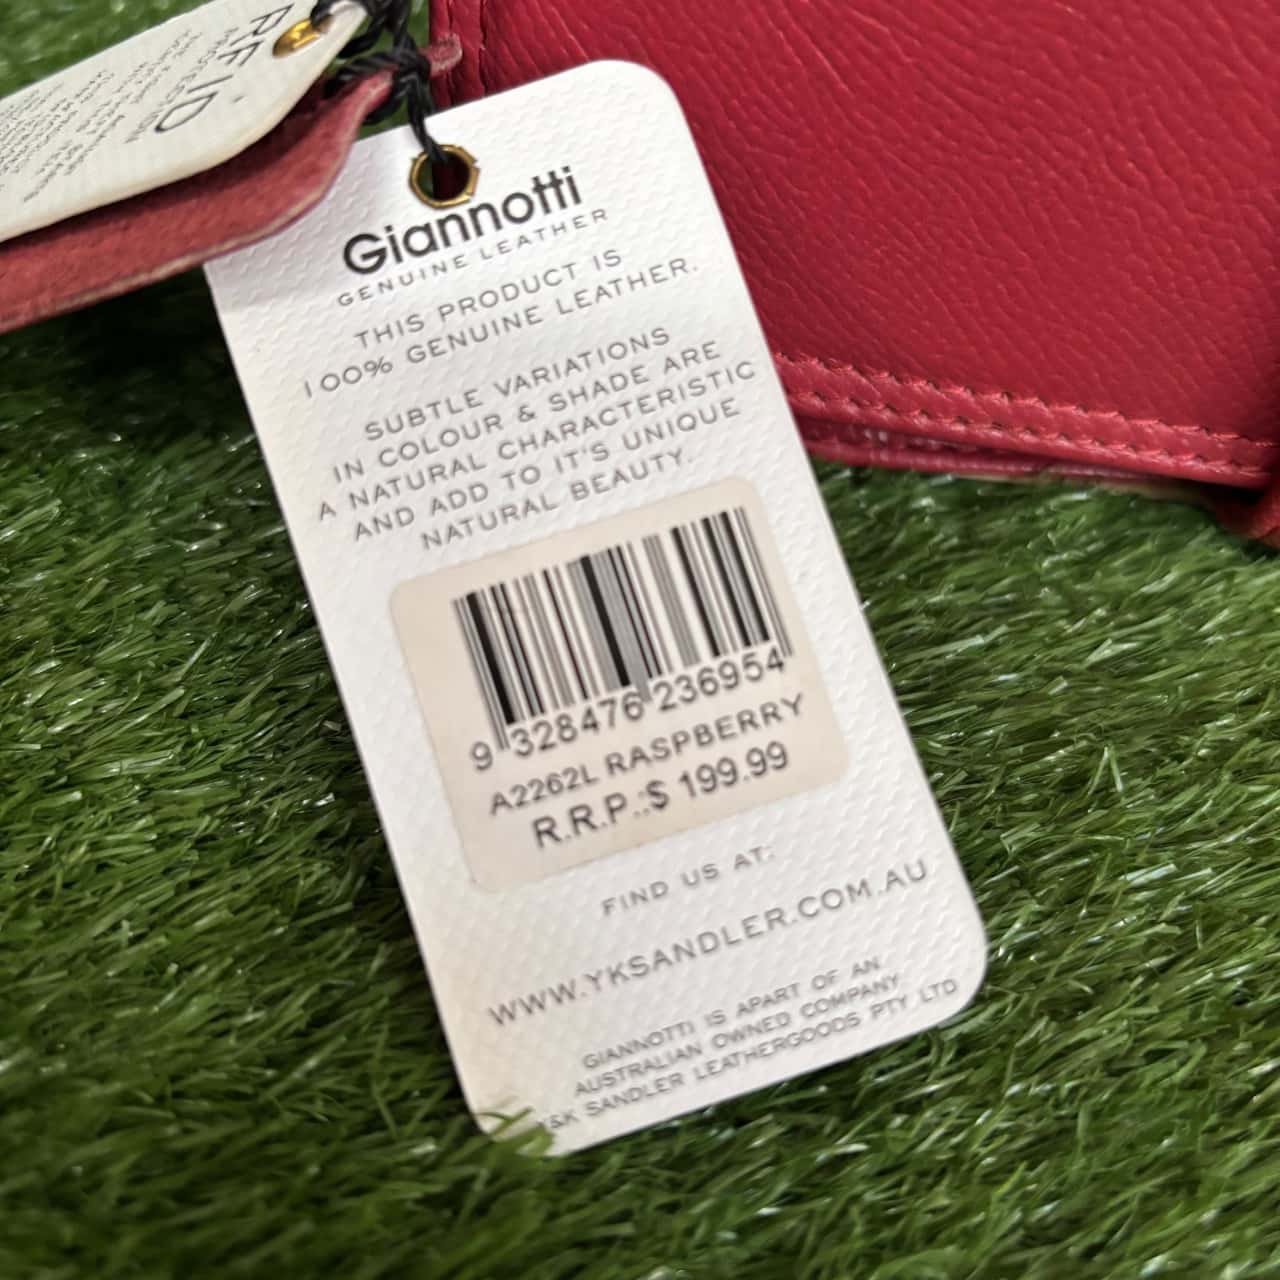 RFID
PROTECTION
Giannotti
GENUINE LEATHER
THIS PRODUCT IS
100% GENUINE LEATHER.
SUBTLE VARIATIONS
IN COLOUR & SHADE ARE
A NATURAL CHARACTERISTIC
AND ADD TO IT'S UNIQUE
NATURAL BEAUTY.
9 328476 236954
A2262L RASPBERRY
R.R.P.:$ 199.99
FIND US AT:
WWW.YKSANDLER.COM.AU
GIANNOTTI IS APART OF AN
AUSTRALIAN OWNED COMPANY
Y&K SANDLER LEATHERGOODS PTY LTD